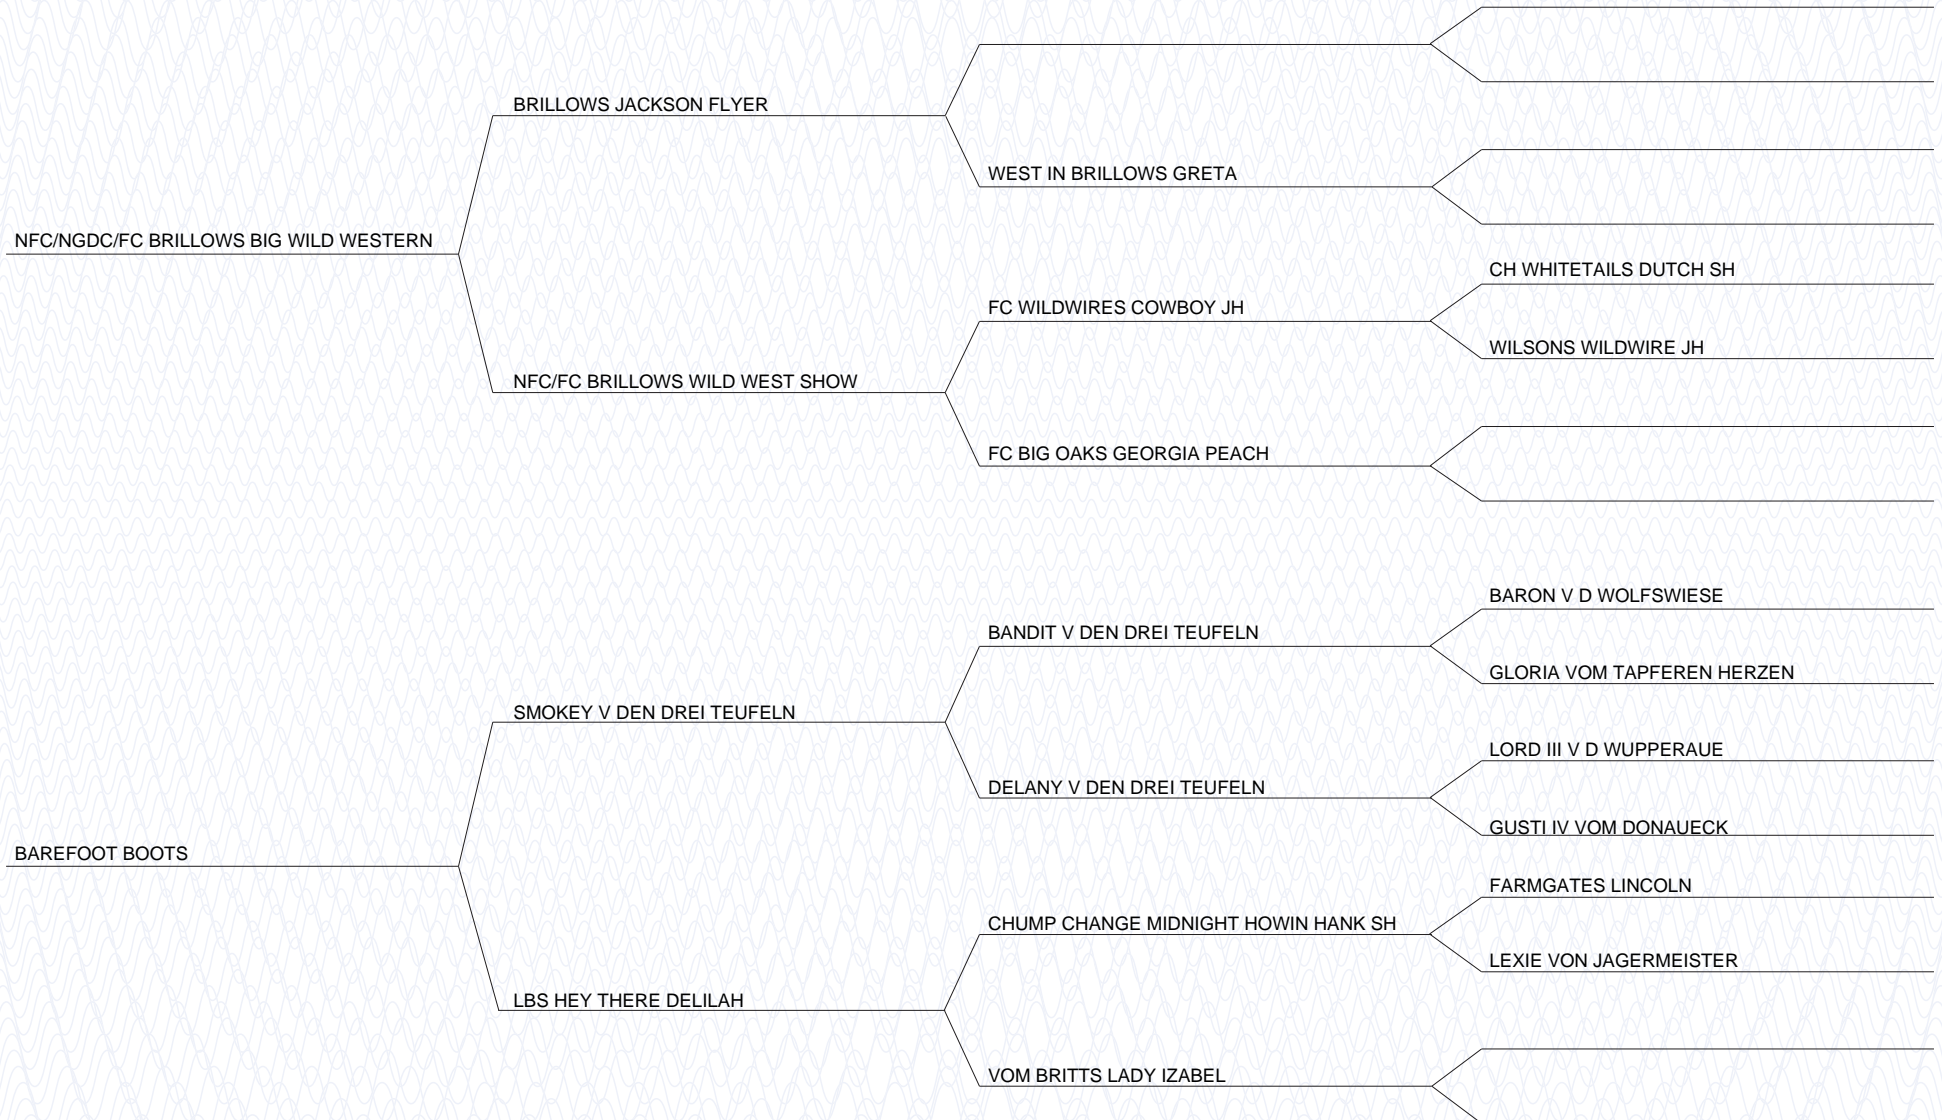 BRILLOWS JACKSON FLYER
WEST IN BRILLOWS GRETA
NFC/NGDC/FC BRILLOWS BIG WILD WESTERN
CH WHITETAILS DUTCH SH
FC WILDWIRES COWBOY JH
WILSONS WILDWIRE JH
NFC/FC BRILLOWS WILD WEST SHOW
FC BIG OAKS GEORGIA PEACH
BARON V D WOLFSWIESE
BANDIT V DEN DREI TEUFELN
GLORIA VOM TAPFEREN HERZEN
SMOKEY V DEN DREI TEUFELN
LORD III V D WUPPERAUE
DELANY V DEN DREI TEUFELN
GUSTI IV VOM DONAUECK
BAREFOOT BOOTS
FARMGATES LINCOLN
CHUMP CHANGE MIDNIGHT HOWIN HANK SH
LEXIE VON JAGERMEISTER
LBS HEY THERE DELILAH
VOM BRITTS LADY IZABEL